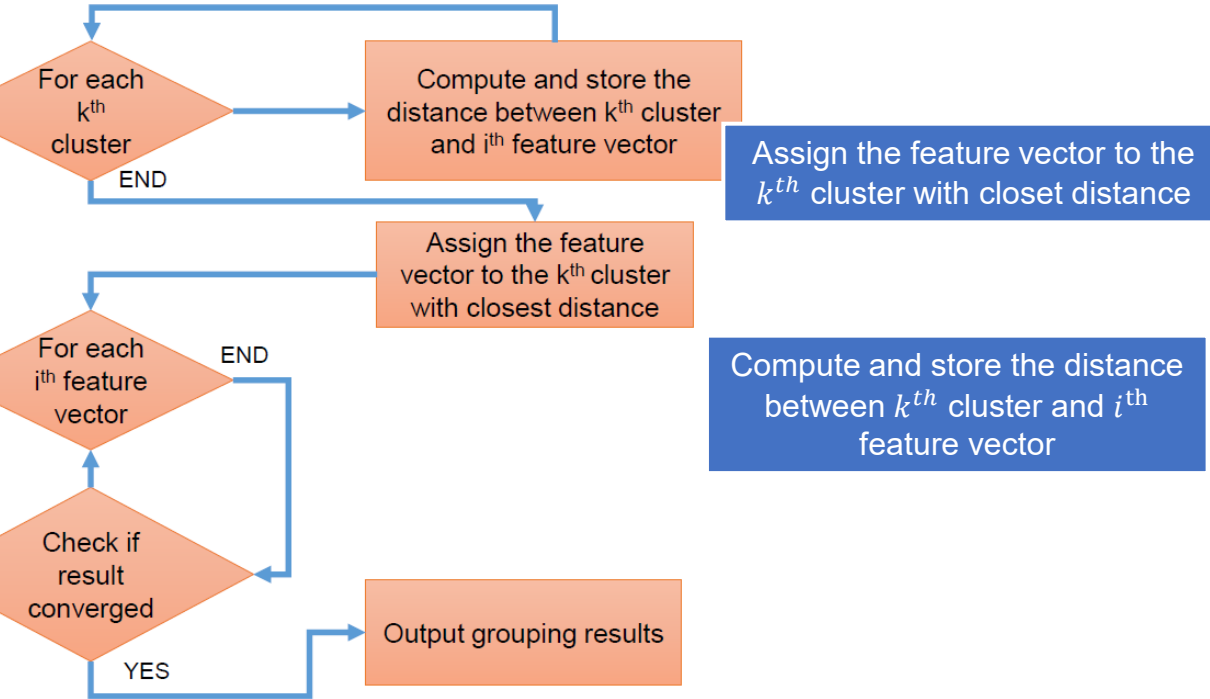 For each
kᵗʰ
cluster
Compute and store the
distance between kᵗʰ cluster
and iᵗʰ feature vector
Assign the feature vector to the
kᵗʰ cluster with closet distance
END
Assign the feature
vector to the kᵗʰ cluster
with closest distance
For each
iᵗʰ feature
vector
END
Compute and store the distance
between kᵗʰ cluster and iᵗʰ
feature vector
Check if
result
converged
Output grouping results
YES